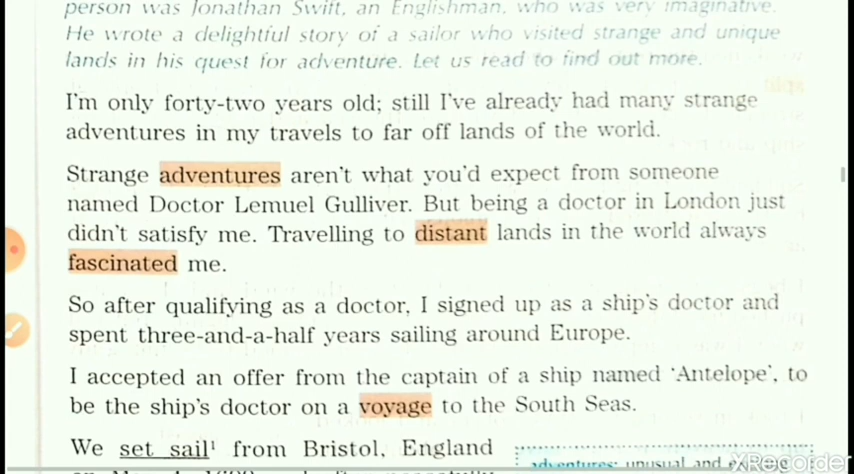 person was Jonathan Swift, an Englishman, who was very imaginative.
He wrote a delightful story of a sailor who visited strange and unique
lands in his quest for adventure. Let us read to find out more.
I'm only forty-two years old; still I've already had many strange
adventures in my travels to far off lands of the world.
Strange adventures aren't what you'd expect from someone
named Doctor Lemuel Gulliver. But being a doctor in London just
didn't satisfy me. Travelling to distant lands in the world always
fascinated me.
So after qualifying as a doctor, I signed up as a ship's doctor and
spent three-and-a-half years sailing around Europe.
I accepted an offer from the captain of a ship named 'Antelope', to
be the ship's doctor on a voyage to the South Seas.
We set sail¹ from Bristol, England
adventures: unusual and
XRecorder